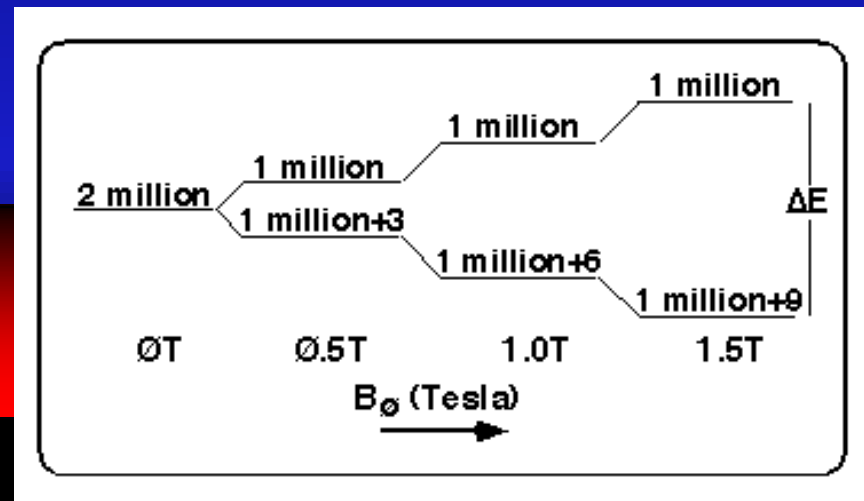 1 million
1 million
1 million
2 million
ΔE
1 million+3
1 million+6
1 million+9
ØT Ø.5T 1.0T 1.5T
BØ (Tesla)